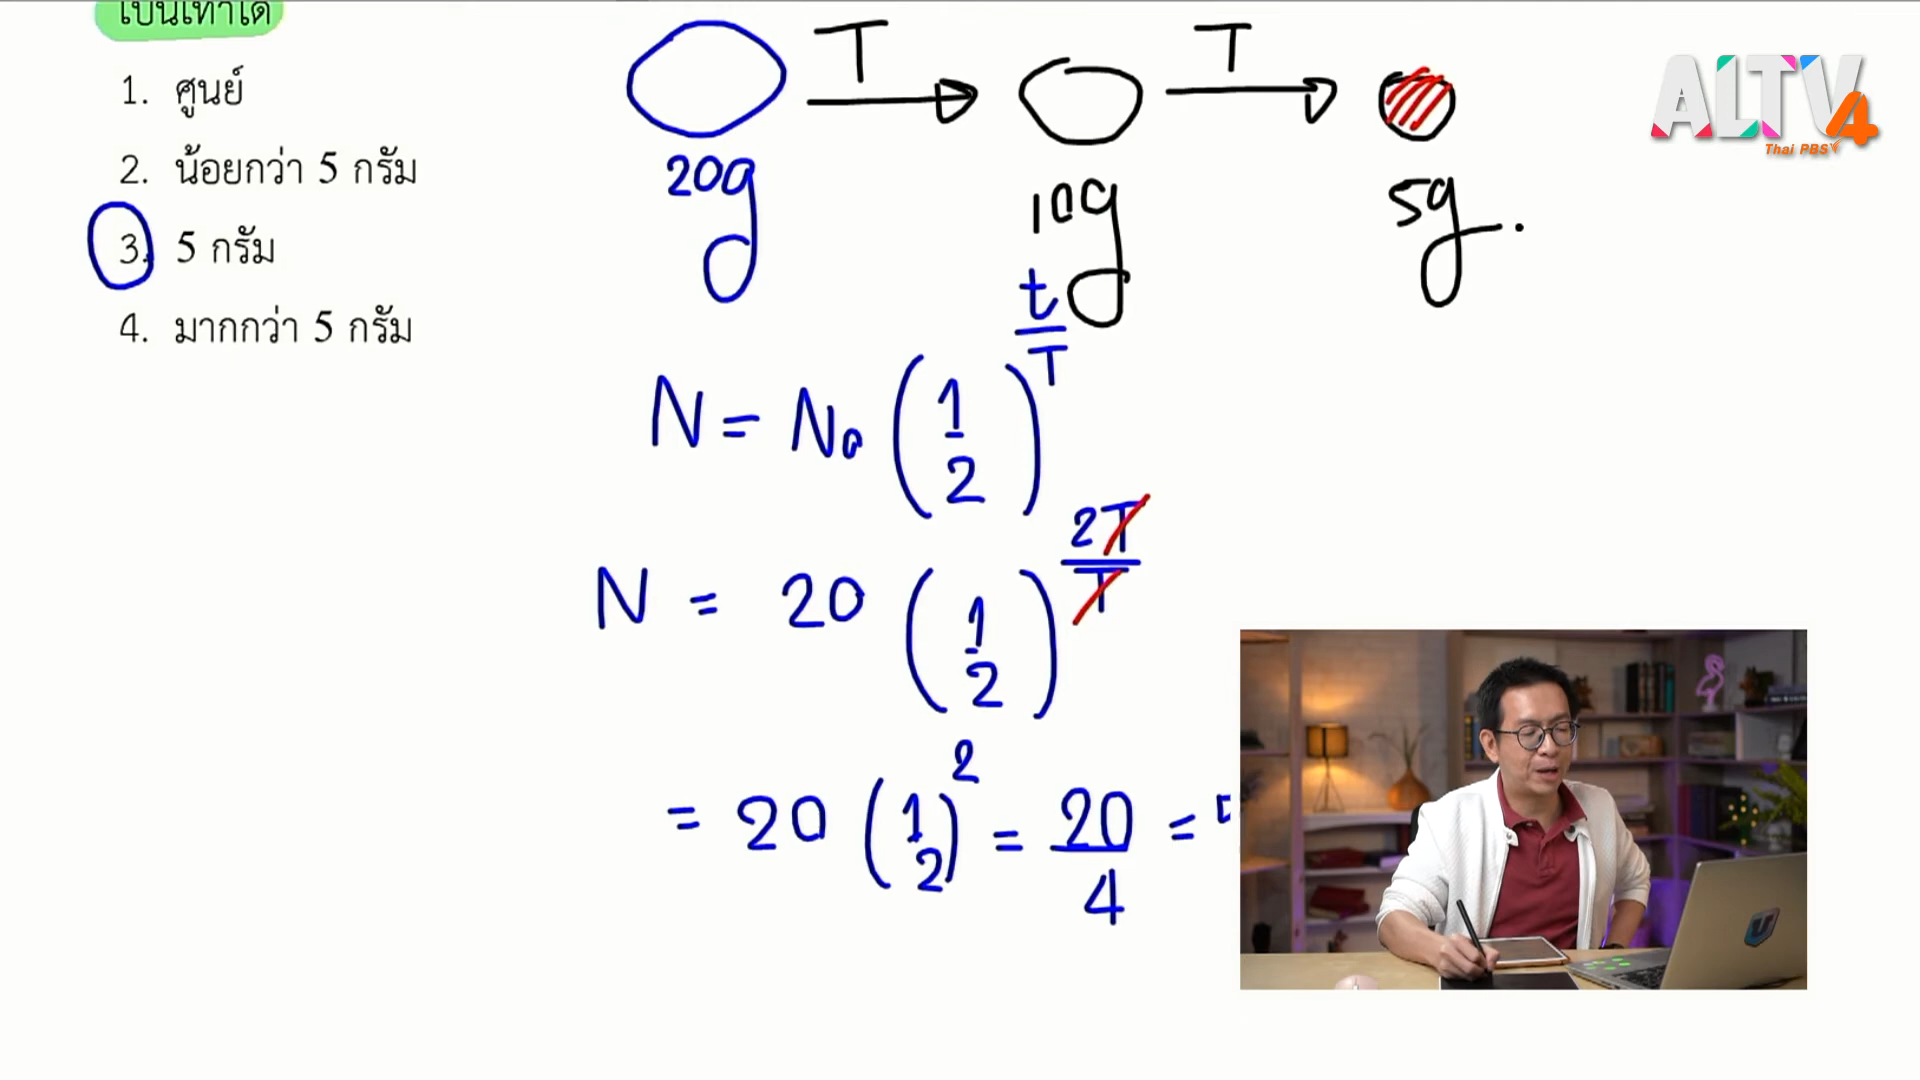 เป็นเท่าใด
1. ศูนย์
2. น้อยกว่า 5 กรัม
3. 5 กรัม
4. มากกว่า 5 กรัม
T T
20g 10g 5g.
N = N₀ (1/2)^(t/T)
N = 20 (1/2)^(2T/T)
= 20 (1/2)² = 20/4 =
ALTV4
Thai PBS